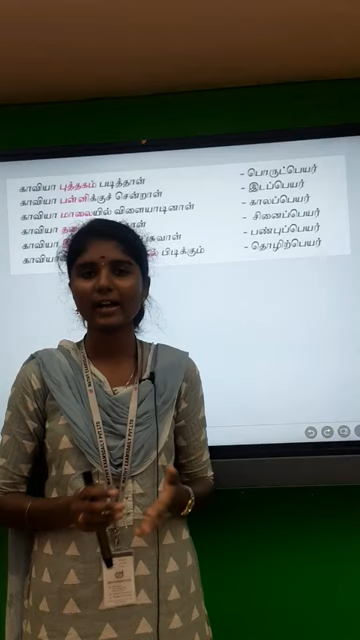 காவியா புத்தகம் படித்தான் - பொருட்பெயர்
காவியா பள்ளிக்குச் சென்றாள் - இடப்பெயர்
காவியா மாலையில் விளையாடினாள் - காலப்பெயர்
காவியா - சினைப்பெயர்
காவியா - பண்புப்பெயர்
காவியா பிடிக்கும் - தொழிற்பெயர்